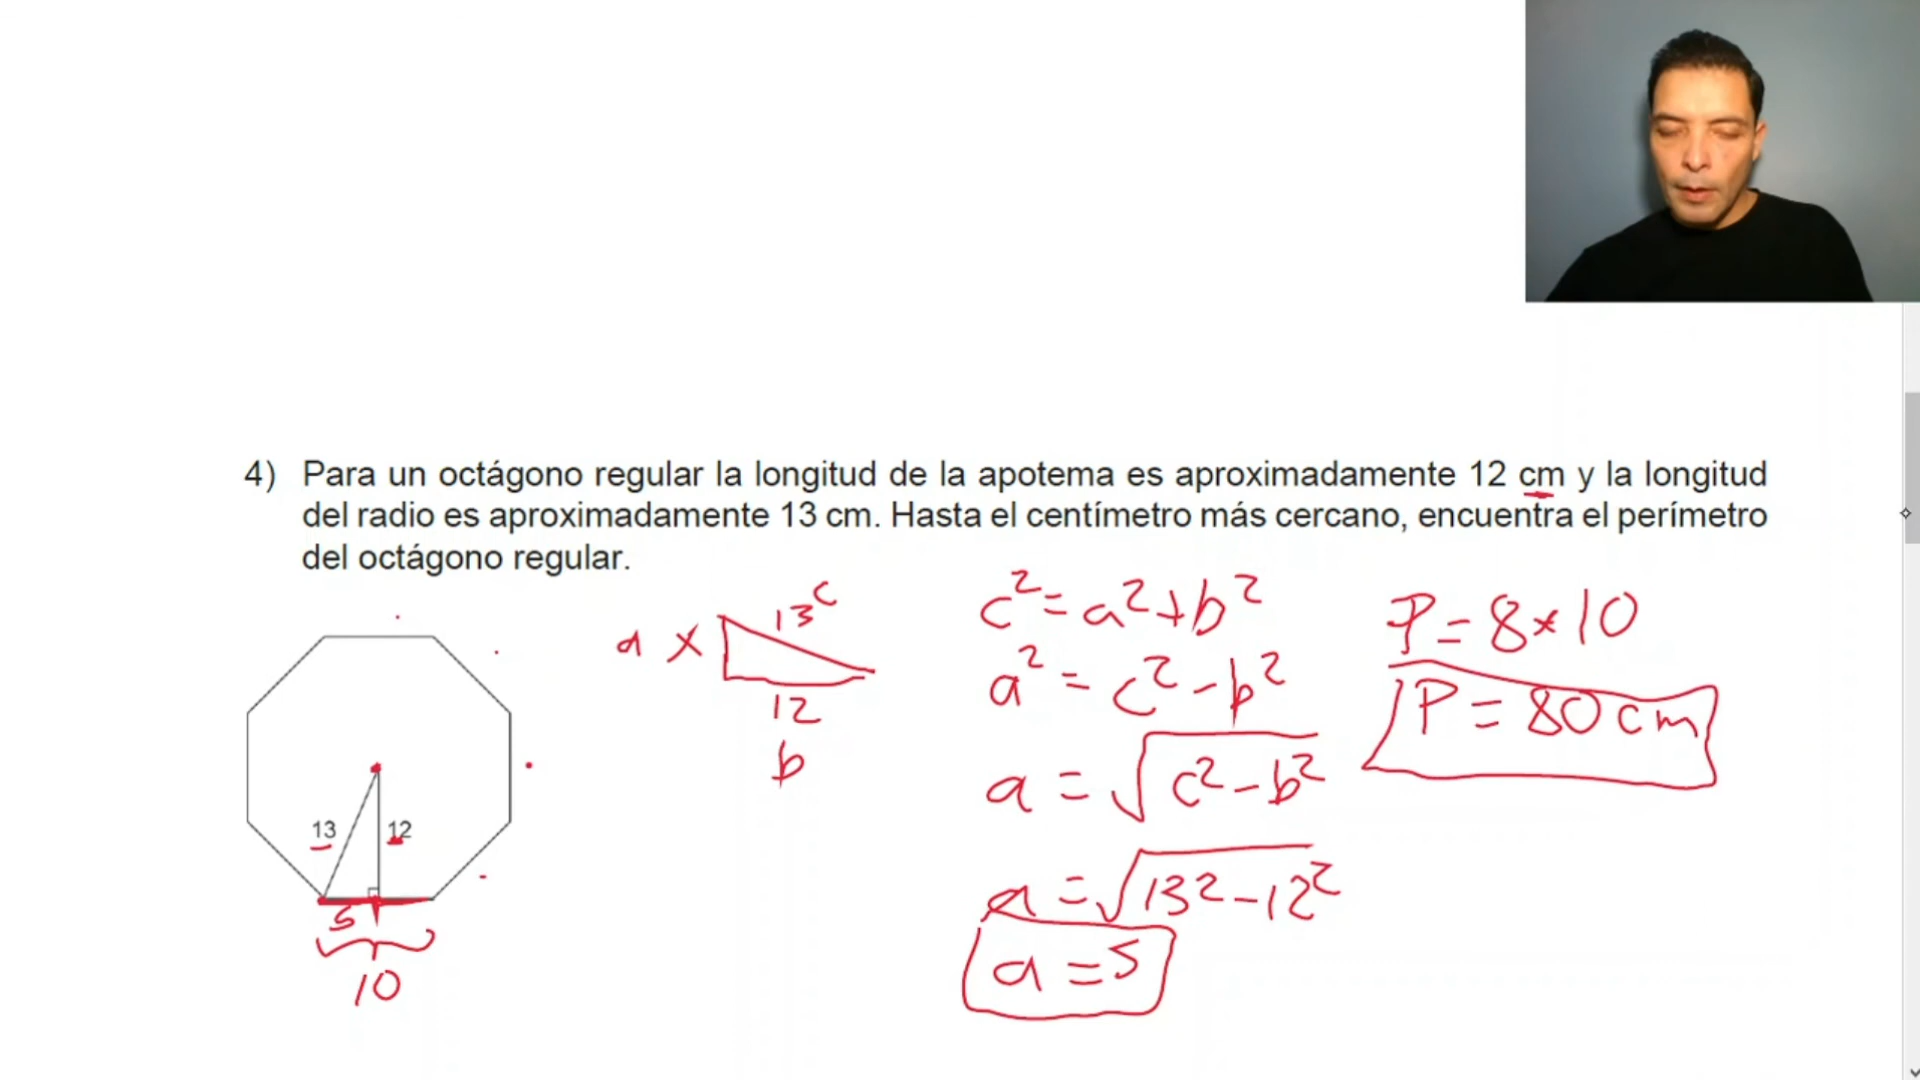 4) Para un octágono regular la longitud de la apotema es aproximadamente 12 cm y la longitud
del radio es aproximadamente 13 cm. Hasta el centímetro más cercano, encuentra el perímetro
del octágono regular.
13
12
5
10
a x
13 c
12
b
c² = a² + b²
a² = c² - b²
a = √c² - b²
a = √13² - 12²
a = 5
P = 8 × 10
P = 80 cm